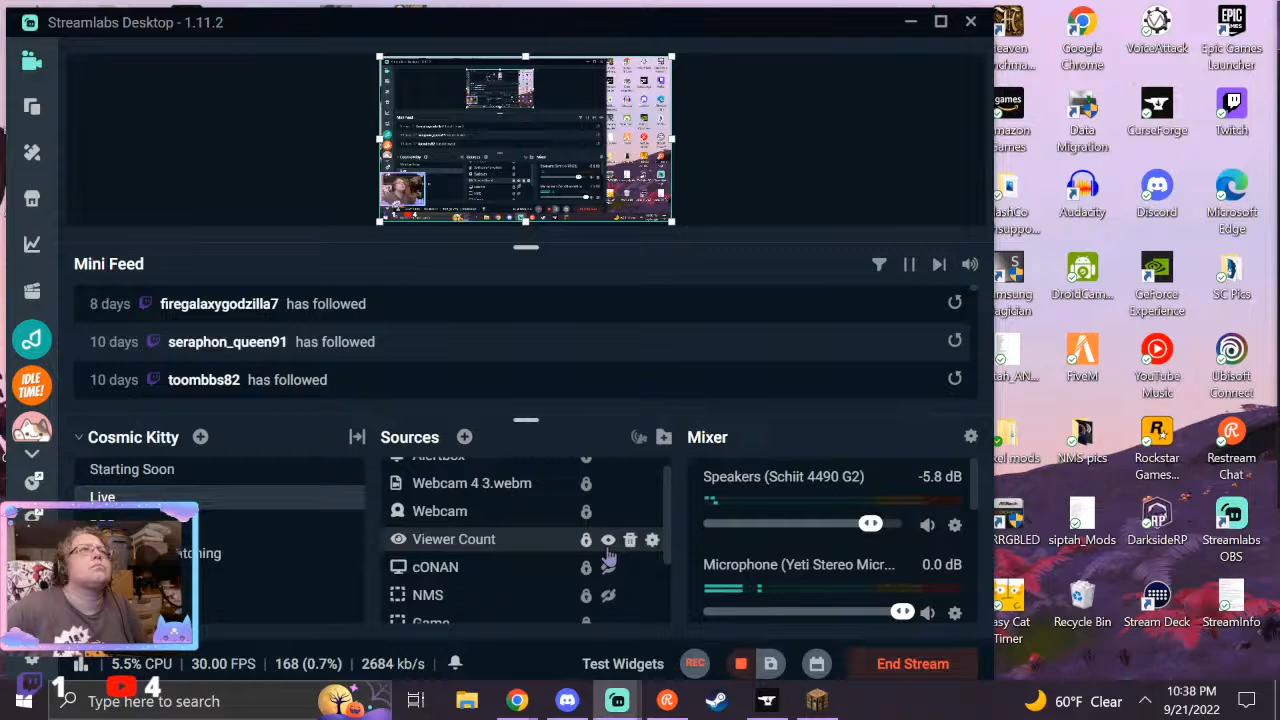 Streamlabs Desktop - 1.11.2
Mini Feed
8 days firegalaxygodzilla7 has followed
10 days seraphon_queen91 has followed
10 days toombbs82 has followed
Cosmic Kitty
Starting Soon
Live
Sources
AlertBox
Webcam 4 3.webm
Webcam
Viewer Count
cONAN
NMS
Game
Mixer
Speakers (Schiit 4490 G2) -5.8 dB
Microphone (Yeti Stereo Micr... 0.0 dB
IDLE TIME!
5.5% CPU 30.00 FPS 168 (0.7%) 2684 kb/s
Test Widgets REC End Stream
1 4
Type here to search
60°F Clear
10:38 PM
9/21/2022
Google Chrome
VoiceAttack
Epic Games Launcher
Data Migration
CurseForge
Twitch
Audacity
Discord
Microsoft Edge
DroidCam...
GeForce Experience
SC Pics
FiveM
YouTube Music
Ubisoft Connect
NMS pics
Rockstar Games...
Restream Chat
siptah_Mods
DarksideRP
Streamlabs OBS
Recycle bin
Stream Deck
StreamInfo